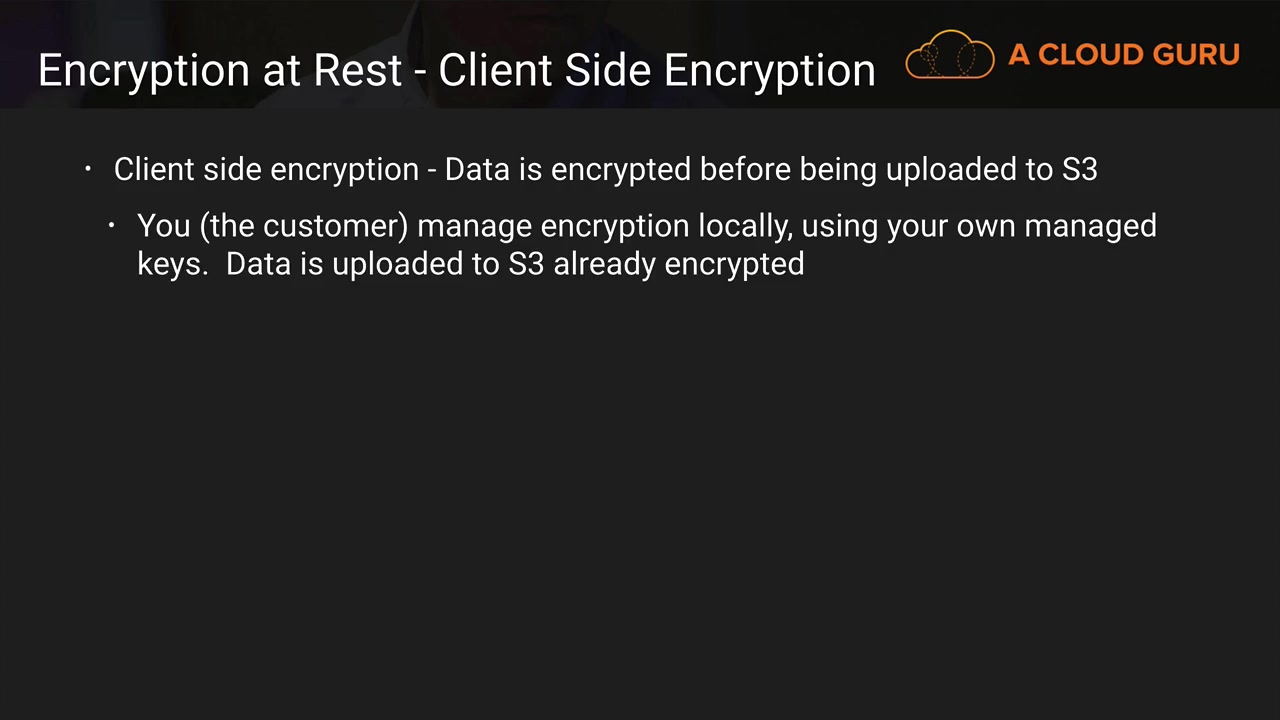 Encryption at Rest - Client Side Encryption
A CLOUD GURU
· Client side encryption - Data is encrypted before being uploaded to S3
· You (the customer) manage encryption locally, using your own managed
keys.  Data is uploaded to S3 already encrypted